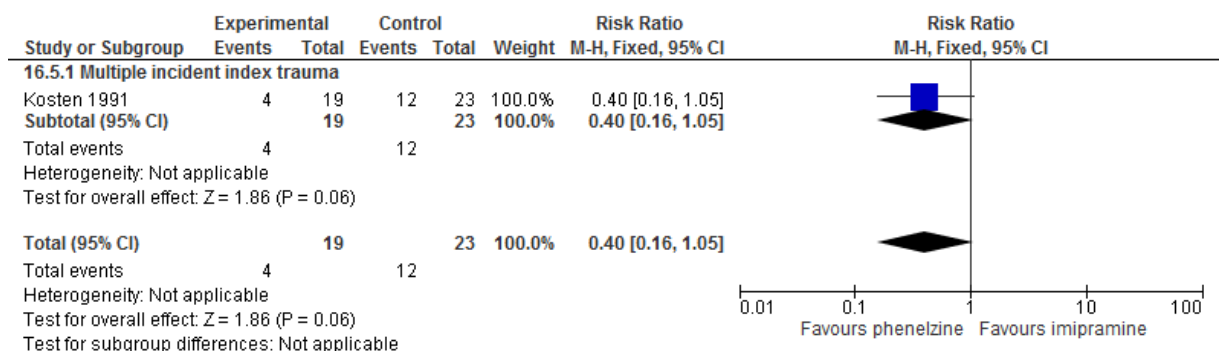 Experimental Control Risk Ratio Risk Ratio
Study or Subgroup Events Total Events Total Weight M-H, Fixed, 95% CI M-H, Fixed, 95% CI
16.5.1 Multiple incident index trauma
Kosten 1991 4 19 12 23 100.0% 0.40 [0.16, 1.05]
Subtotal (95% CI) 19 23 100.0% 0.40 [0.16, 1.05]
Total events 4 12
Heterogeneity: Not applicable
Test for overall effect: Z = 1.86 (P = 0.06)
Total (95% CI) 19 23 100.0% 0.40 [0.16, 1.05]
Total events 4 12
Heterogeneity: Not applicable
Test for overall effect: Z = 1.86 (P = 0.06)
Test for subgroup differences: Not applicable
0.01 0.1 1 10 100
Favours phenelzine Favours imipramine